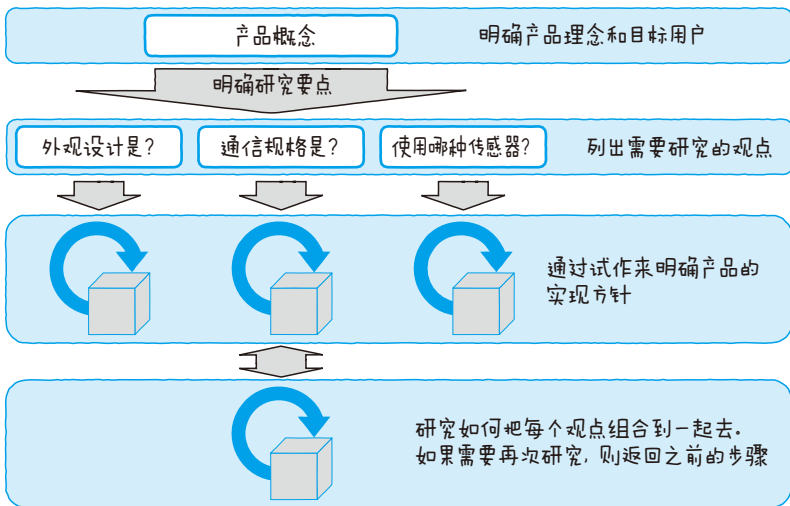 产品概念
明确产品理念和目标用户
明确研究要点
外观设计是?
通信规格是?
使用哪种传感器?
列出需要研究的观点
通过试作来明确产品的
实现方针
研究如何把每个观点组合到一起去.
如果需要再次研究, 则返回之前的步骤